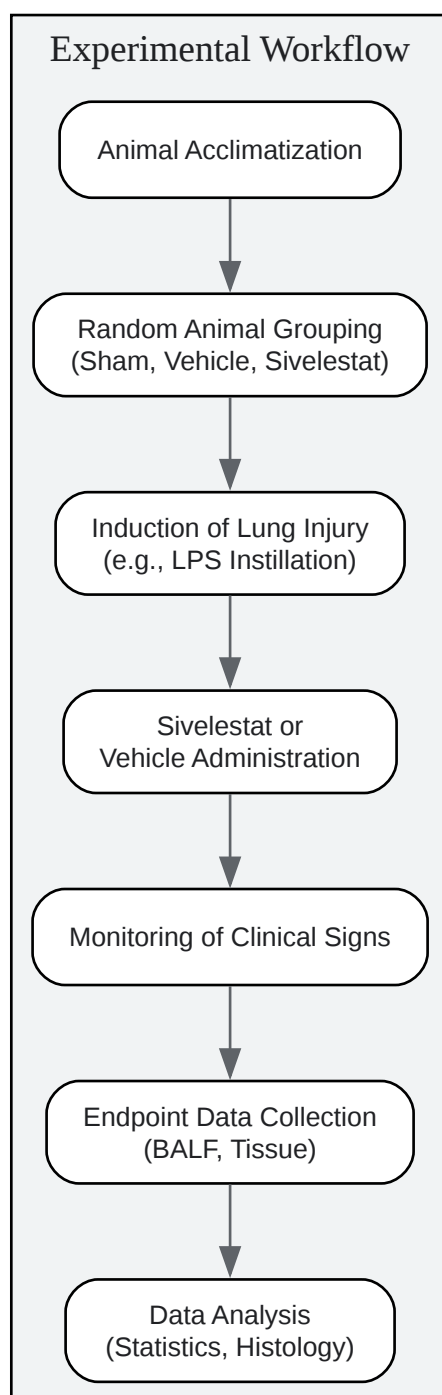 Experimental Workflow
Animal Acclimatization
Random Animal Grouping
(Sham, Vehicle, Sivelestat)
Induction of Lung Injury
(e.g., LPS Instillation)
Sivelestat or
Vehicle Administration
Monitoring of Clinical Signs
Endpoint Data Collection
(BALF, Tissue)
Data Analysis
(Statistics, Histology)